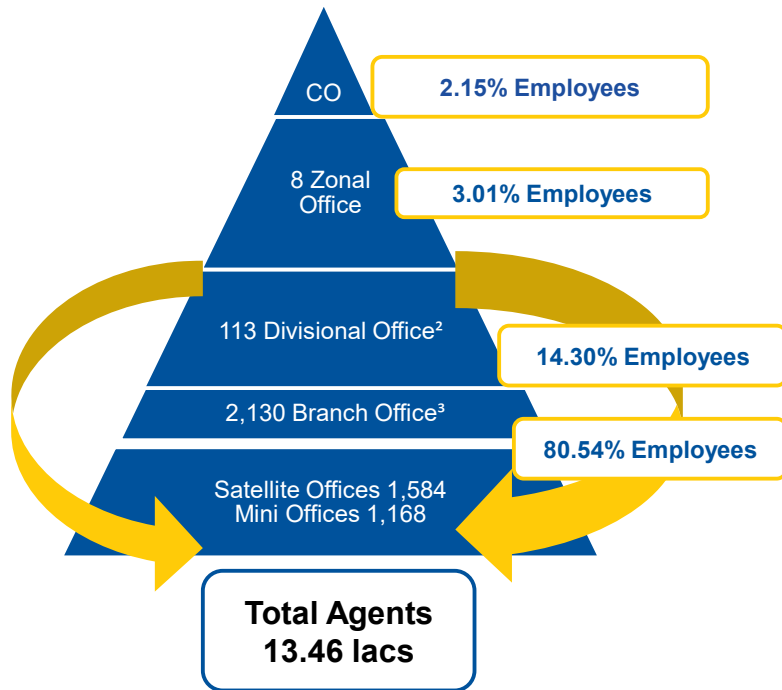 CO
2.15% Employees
8 Zonal
Office
3.01% Employees
113 Divisional Office²
14.30% Employees
2,130 Branch Office³
80.54% Employees
Satellite Offices 1,584
Mini Offices 1,168
Total Agents
13.46 lacs